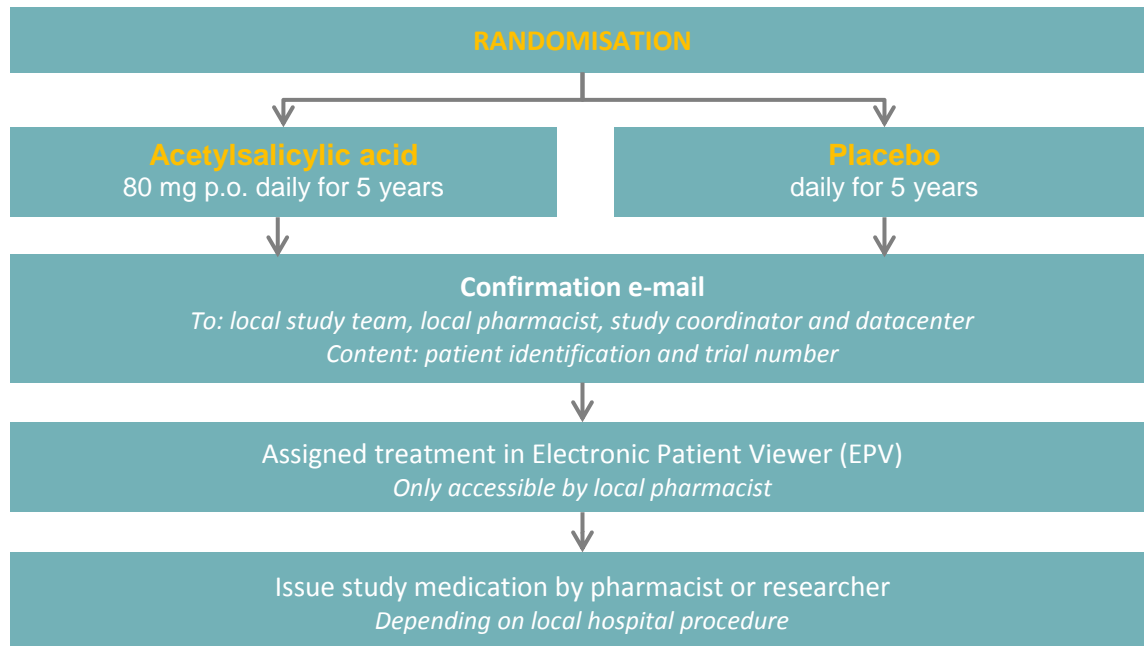 RANDOMISATION
Acetylsalicylic acid
80 mg p.o. daily for 5 years
Placebo
daily for 5 years
Confirmation e-mail
To: local study team, local pharmacist, study coordinator and datacenter
Content: patient identification and trial number
Assigned treatment in Electronic Patient Viewer (EPV)
Only accessible by local pharmacist
Issue study medication by pharmacist or researcher
Depending on local hospital procedure